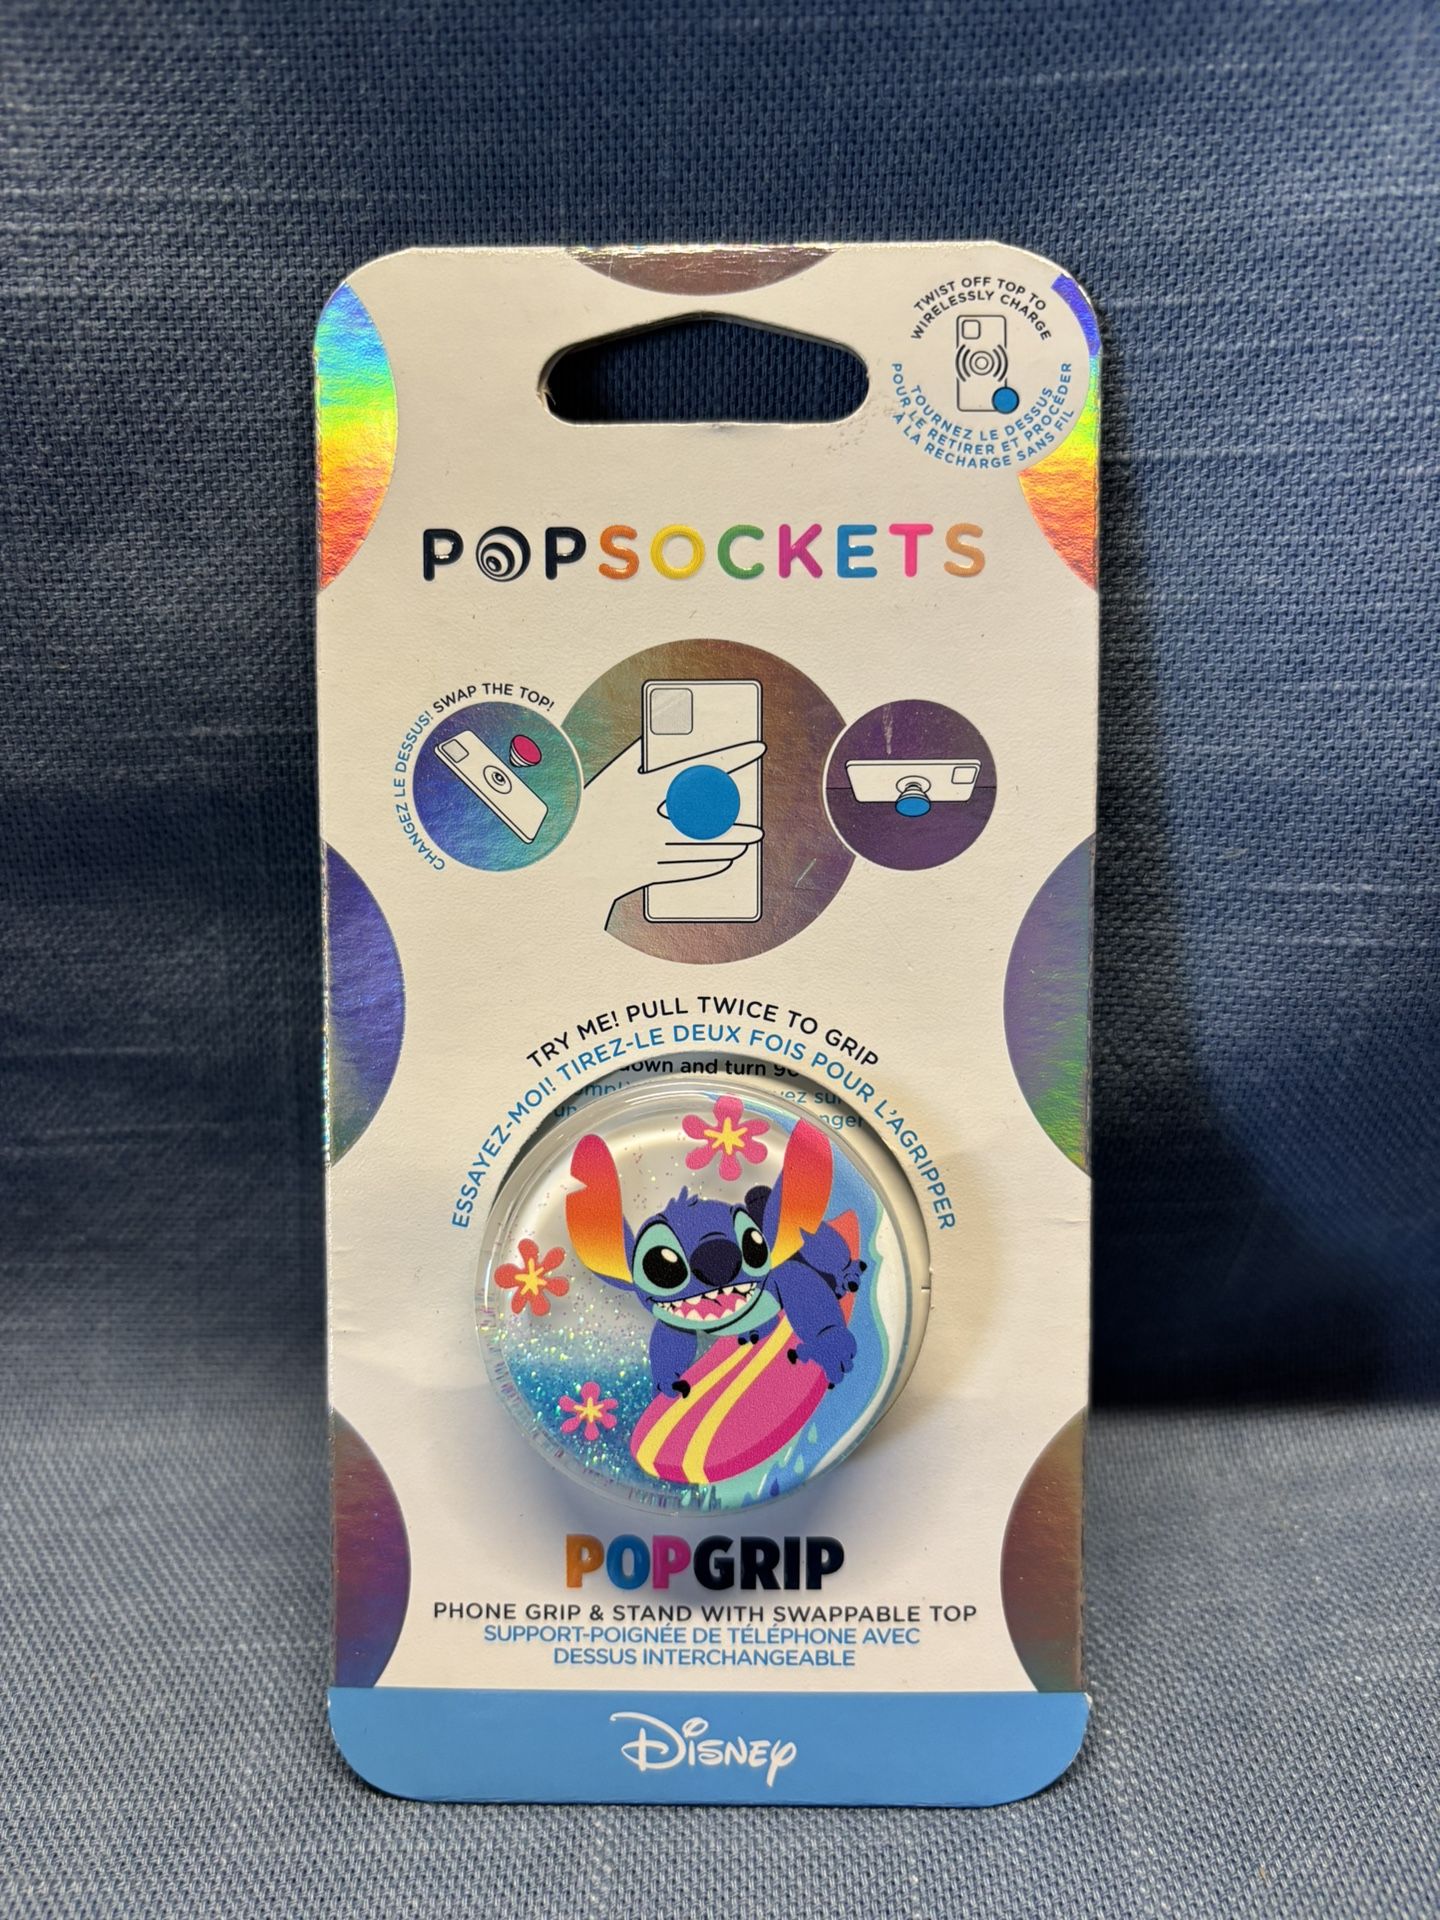 TWIST OFF TOP TO
WIRELESSLY CHARGE
TOURNEZ LE DESSUS
POUR LE RETIRER ET PROCÉDER
À LA RECHARGE SANS FIL
POPSOCKETS
CHANGEZ LE DESSUS! SWAP THE TOP!
TRY ME! PULL TWICE TO GRIP
ESSAYEZ-MOI! TIREZ-LE DEUX FOIS POUR L'AGRIPPER
and turn
POPGRIP
PHONE GRIP & STAND WITH SWAPPABLE TOP
SUPPORT-POIGNÉE DE TÉLÉPHONE AVEC
DESSUS INTERCHANGEABLE
Disney